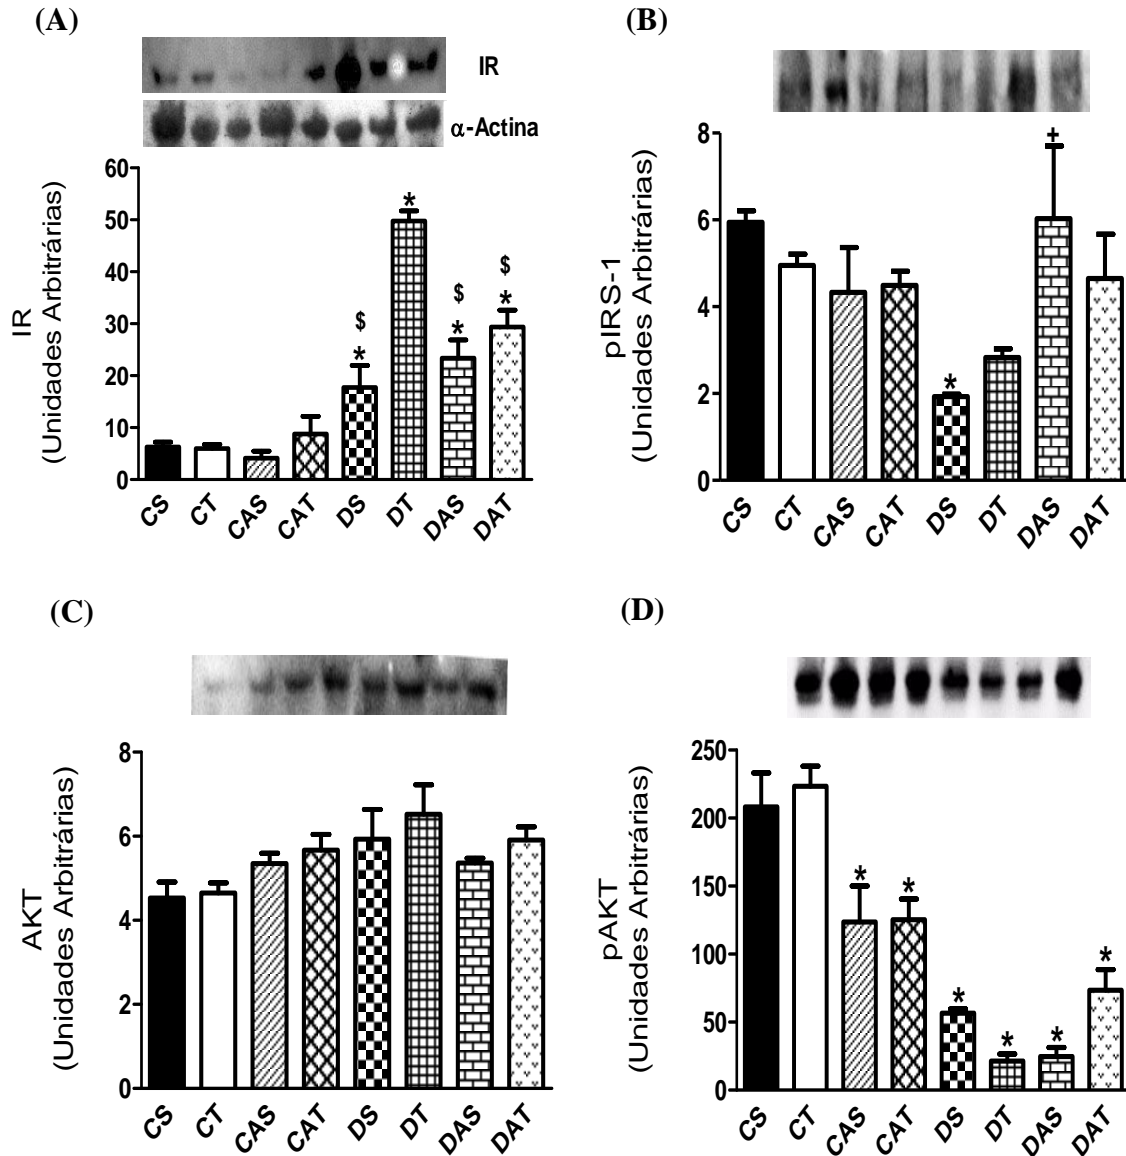 (A)
IR
α-Actina
IR
(Unidades Arbitrárias)
60
50
40
30
20
10
0
$
*
*
$
*
$
*
CS
CT
CAS
CAT
DS
DT
DAS
DAT
(B)
pIRS-1
(Unidades Arbitrárias)
8
6
4
2
0
*
+
CS
CT
CAS
CAT
DS
DT
DAS
DAT
(C)
AKT
(Unidades Arbitrárias)
8
6
4
2
0
CS
CT
CAS
CAT
DS
DT
DAS
DAT
(D)
pAKT
(Unidades Arbitrárias)
250
200
150
100
50
0
*
*
*
*
*
*
CS
CT
CAS
CAT
DS
DT
DAS
DAT